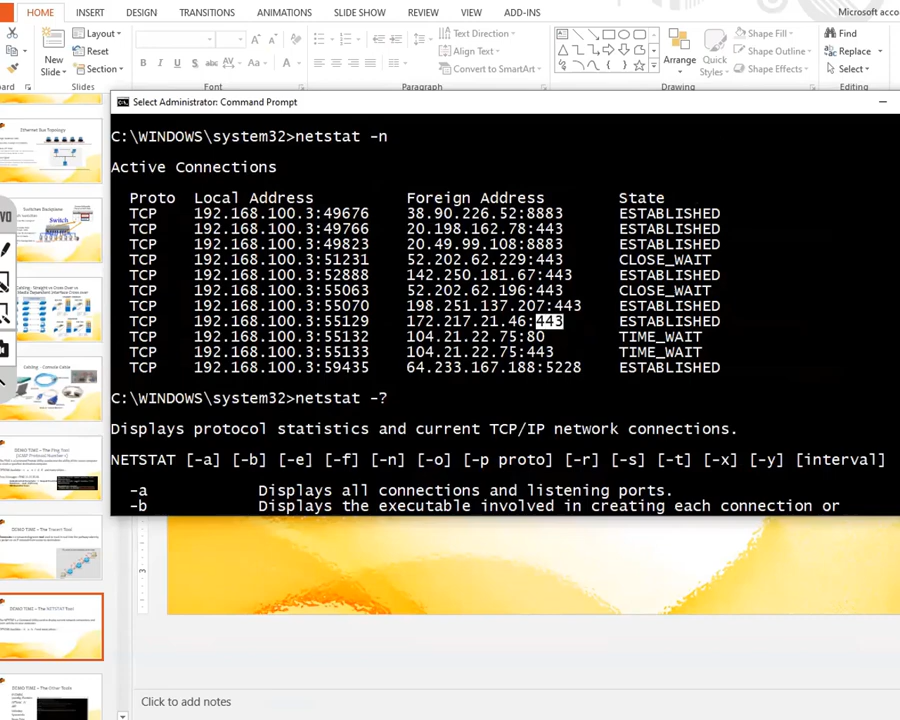 HOME INSERT DESIGN TRANSITIONS ANIMATIONS SLIDE SHOW REVIEW VIEW ADD-INS Microsoft acco
New Slide
Layout
Reset
Section
Slides
Font
Text Direction
Align Text
Convert to SmartArt
Paragraph
Arrange
Quick Styles
Shape Fill
Shape Outline
Shape Effects
Drawing
Find
Replace
Select
Editing
Select Administrator: Command Prompt
C:\WINDOWS\system32>netstat -n
Active Connections
Proto Local Address Foreign Address State
TCP 192.168.100.3:49676 38.90.226.52:8883 ESTABLISHED
TCP 192.168.100.3:49766 20.198.162.78:443 ESTABLISHED
TCP 192.168.100.3:49823 20.49.99.108:8883 ESTABLISHED
TCP 192.168.100.3:51231 52.202.62.229:443 CLOSE_WAIT
TCP 192.168.100.3:52888 142.250.181.67:443 ESTABLISHED
TCP 192.168.100.3:55063 52.202.62.196:443 CLOSE_WAIT
TCP 192.168.100.3:55070 198.251.137.207:443 ESTABLISHED
TCP 192.168.100.3:55129 172.217.21.46:443 ESTABLISHED
TCP 192.168.100.3:55132 104.21.22.75:80 TIME_WAIT
TCP 192.168.100.3:55133 104.21.22.75:443 TIME_WAIT
TCP 192.168.100.3:59435 64.233.167.188:5228 ESTABLISHED
C:\WINDOWS\system32>netstat -?
Displays protocol statistics and current TCP/IP network connections.
NETSTAT [-a] [-b] [-e] [-f] [-n] [-o] [-p proto] [-r] [-s] [-t] [-x] [-y] [interval]
-a Displays all connections and listening ports.
-b Displays the executable involved in creating each connection or
Ethernet Bus Topology
Switches Backplane
Switch
Cabling - Console Cable
DEMO TIME – The Ping Tool
DEMO TIME – The Tracert Tool
DEMO TIME – The NETSTAT Tool
DEMO TIME – The Other Tools
Click to add notes